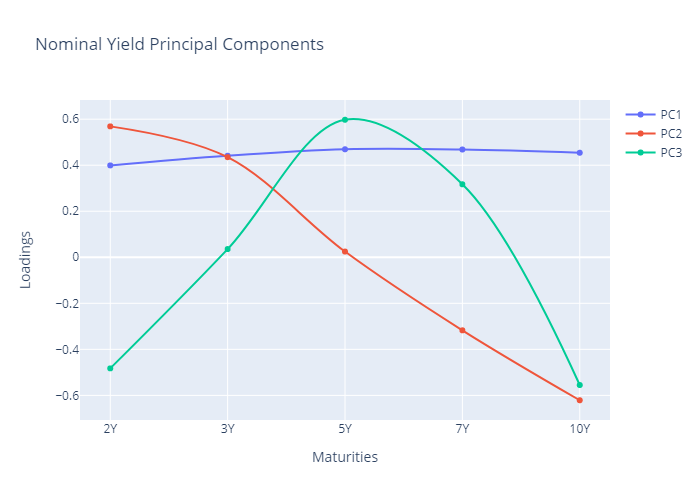 Nominal Yield Principal Components
PC1
PC2
PC3
0.6
0.4
0.2
0
−0.2
−0.4
−0.6
Loadings
2Y
3Y
5Y
7Y
10Y
Maturities